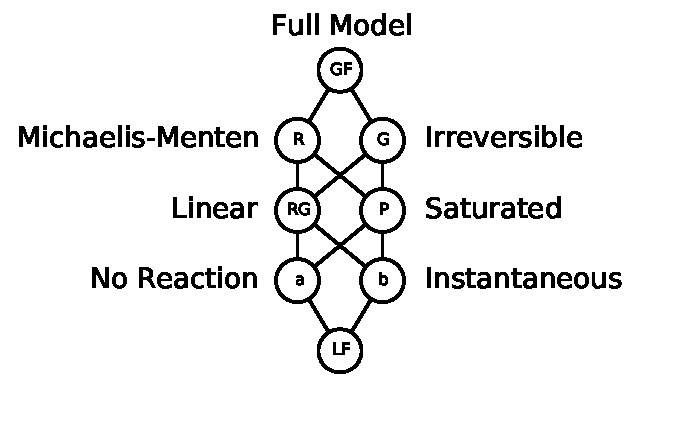 Full Model
GF
Michaelis-Menten R G Irreversible
Linear RG P Saturated
No Reaction a b Instantaneous
LF